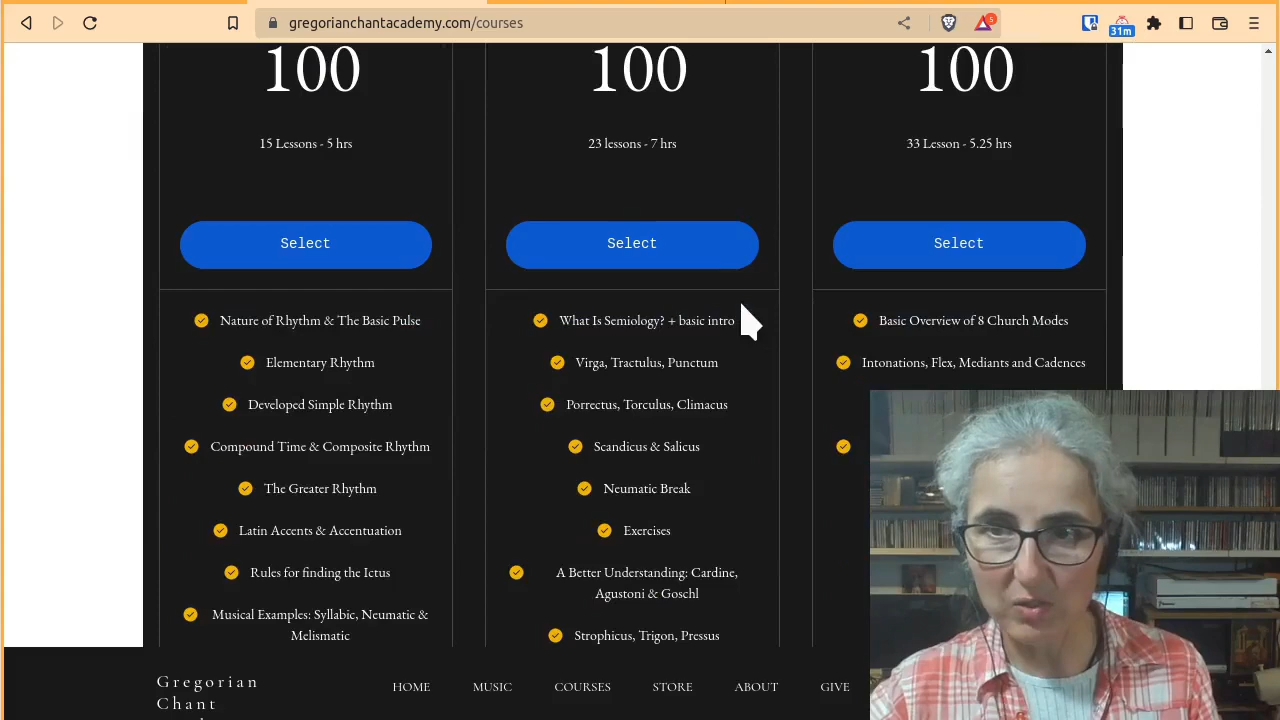 gregorianchantacademy.com/courses
5
31m
100
15 Lessons - 5 hrs
Select
Nature of Rhythm & The Basic Pulse
Elementary Rhythm
Developed Simple Rhythm
Compound Time & Composite Rhythm
The Greater Rhythm
Latin Accents & Accentuation
Rules for finding the Ictus
Musical Examples: Syllabic, Neumatic &
Melismatic
100
23 lessons - 7 hrs
Select
What Is Semiology? + basic intro
Virga, Tractulus, Punctum
Porrectus, Torculus, Climacus
Scandicus & Salicus
Neumatic Break
Exercises
A Better Understanding: Cardine,
Agustoni & Goschl
Strophicus, Trigon, Pressus
100
33 Lesson - 5.25 hrs
Select
Basic Overview of 8 Church Modes
Intonations, Flex, Mediants and Cadences
Gregorian
Chant
HOME
MUSIC
COURSES
STORE
ABOUT
GIVE